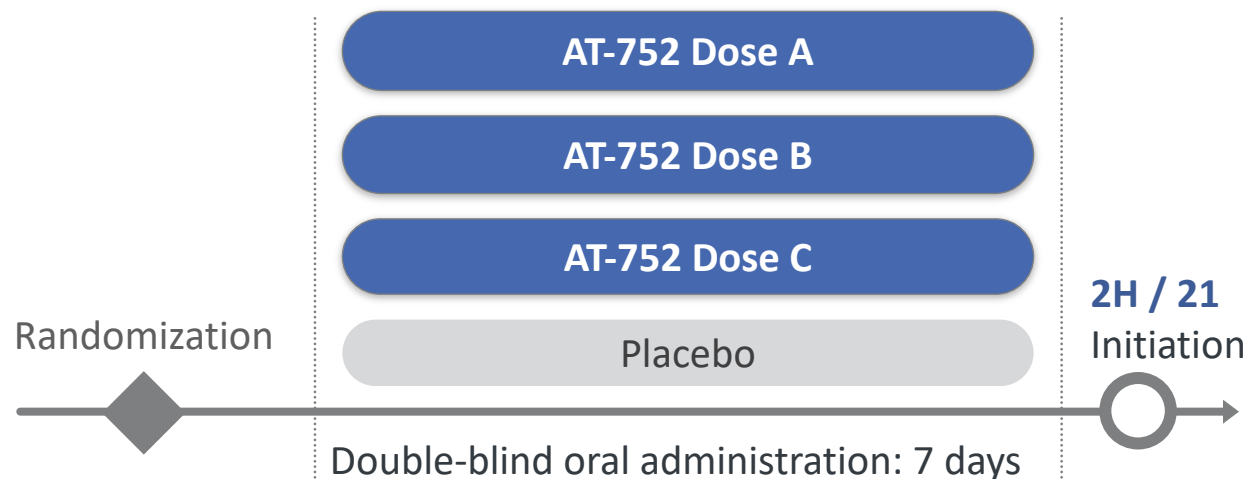 AT-752 Dose A
AT-752 Dose B
AT-752 Dose C
2H / 21
Initiation
Randomization
Placebo
Double-blind oral administration: 7 days